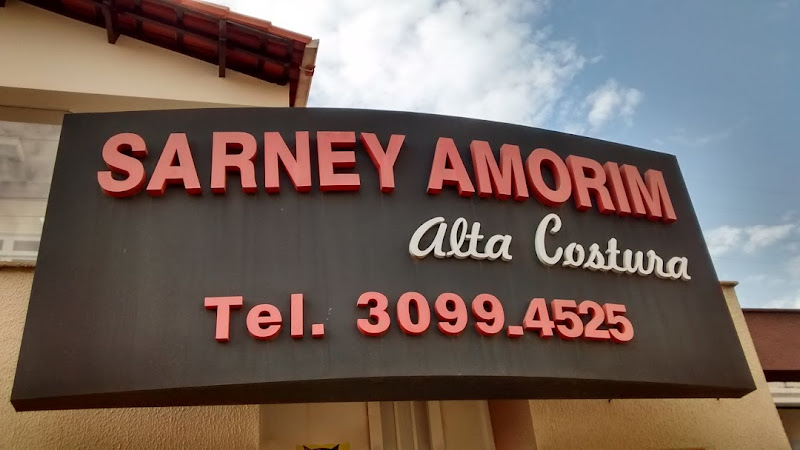 SARNEY AMORIM
Alta Costura
Tel. 3099.4525